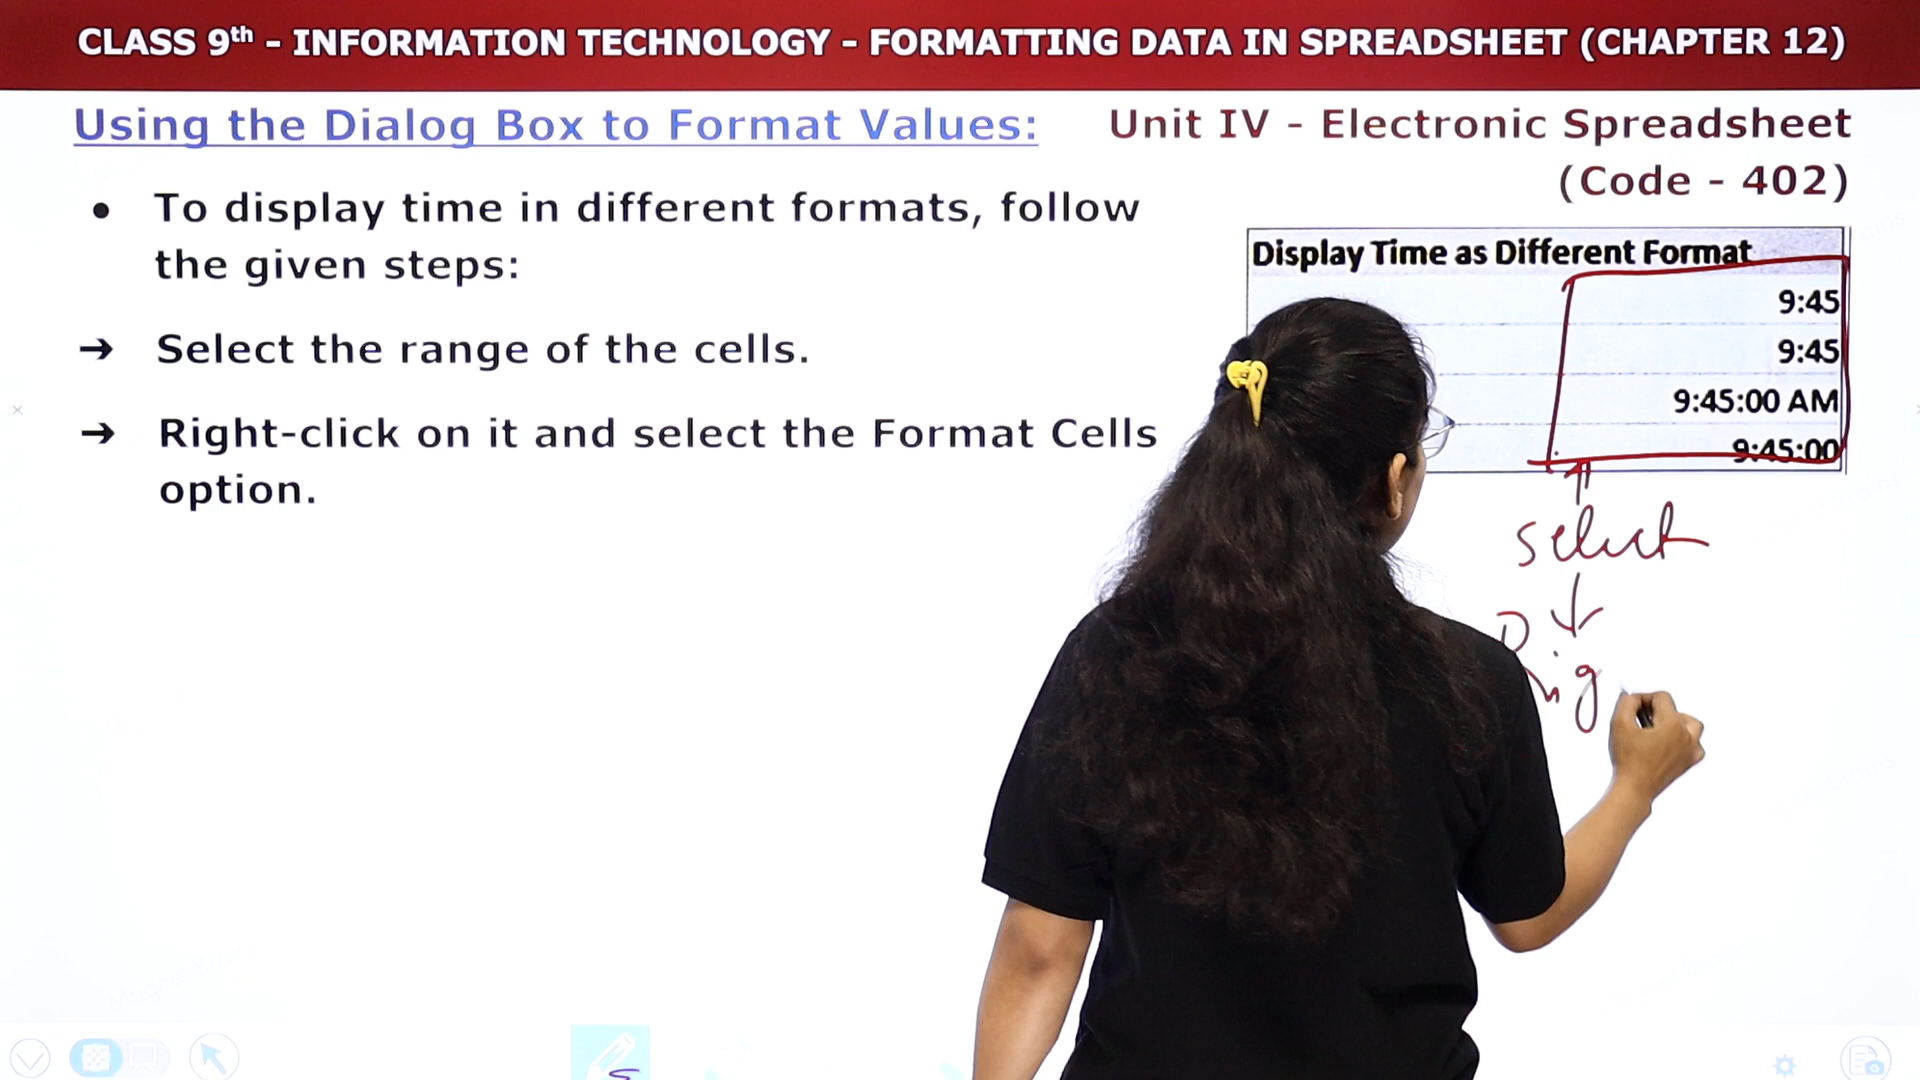 CLASS 9th - INFORMATION TECHNOLOGY - FORMATTING DATA IN SPREADSHEET (CHAPTER 12)
Using the Dialog Box to Format Values:
Unit IV - Electronic Spreadsheet
(Code - 402)
• To display time in different formats, follow
the given steps:
➔ Select the range of the cells.
➔ Right-click on it and select the Format Cells
option.
Display Time as Different Format
9:45
9:45
9:45:00 AM
9:45:00
select
Rig